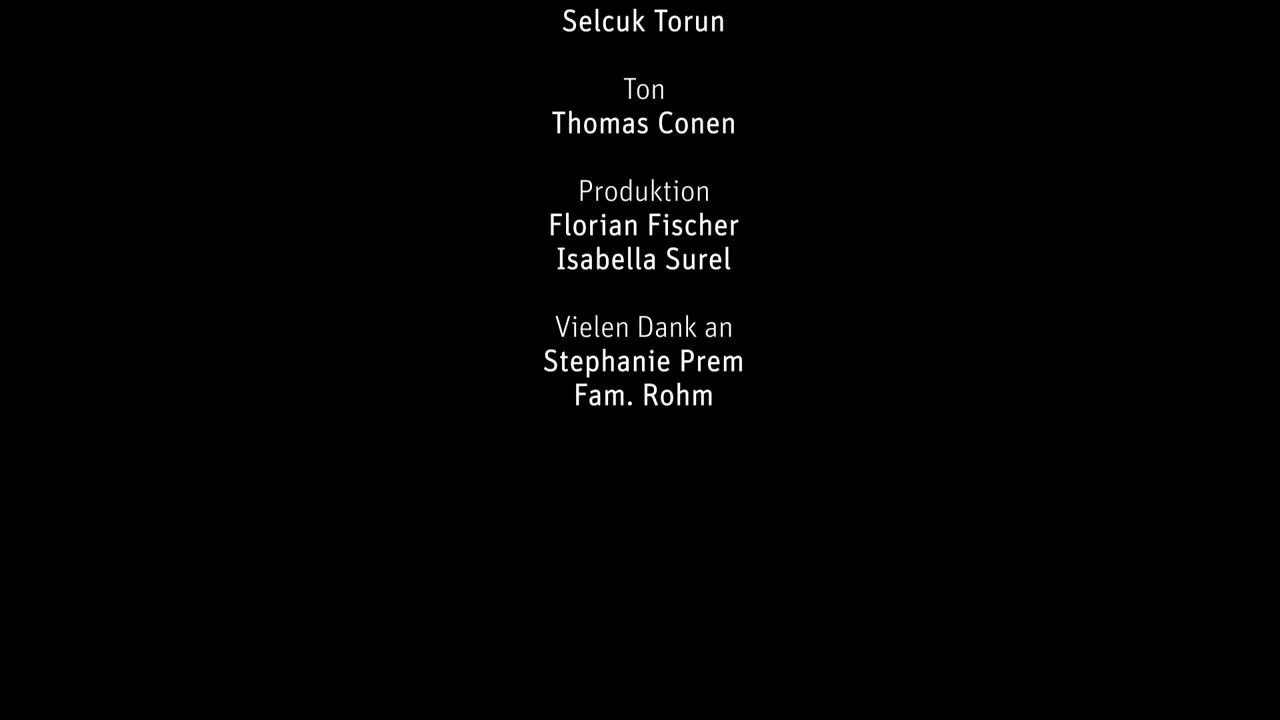 Selcuk Torun
Ton
Thomas Conen
Produktion
Florian Fischer
Isabella Surel
Vielen Dank an
Stephanie Prem
Fam. Rohm